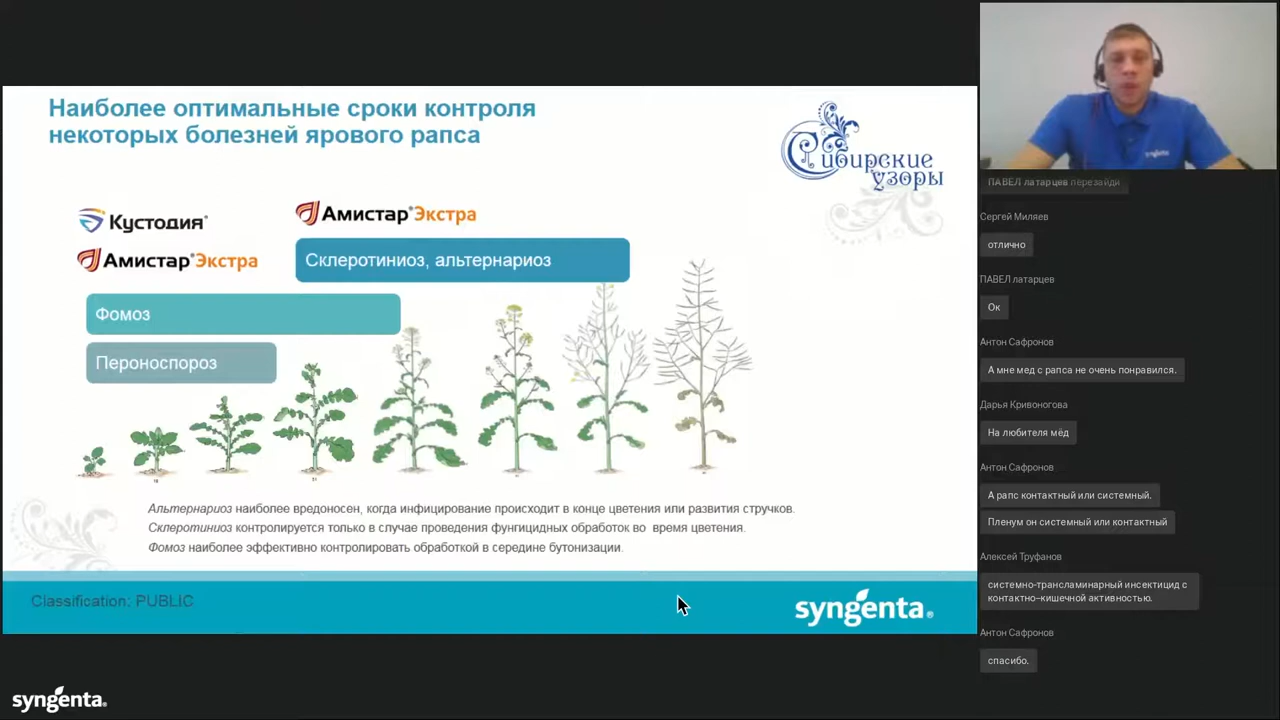 Наиболее оптимальные сроки контроля
некоторых болезней ярового рапса
Сибирские
узоры
Кустодия®
Амистар®Экстра
Амистар®Экстра
Склеротиниоз, альтернариоз
Фомоз
Пероноспороз
Альтернариоз наиболее вредоносен, когда инфицирование происходит в конце цветения или развития стручков.
Склеротиниоз контролируется только в случае проведения фунгицидных обработок во время цветения.
Фомоз наиболее эффективно контролировать обработкой в середине бутонизации.
Classification: PUBLIC
syngenta®
syngenta®
syngenta
ПАВЕЛ латарцев перезайди
Сергей Миляев
отлично
ПАВЕЛ латарцев
Ок
Антон Сафронов
А мне мед с рапса не очень понравился.
Дарья Кривоногова
На любителя мёд
Антон Сафронов
А рапс контактный или системный.
Пленум он системный или контактный
Алексей Труфанов
системно-трансламинарный инсектицид с
контактно-кишечной активностью.
Антон Сафронов
спасибо.